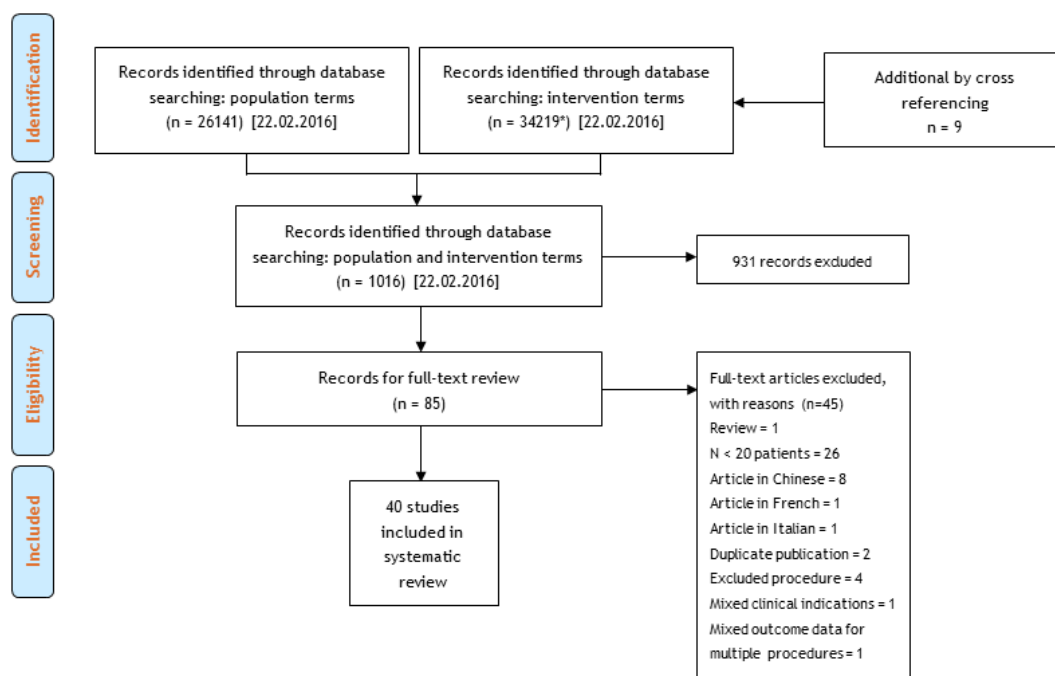 Identification
Records identified through database
searching: population terms
(n = 26141) [22.02.2016]
Records identified through database
searching: intervention terms
(n = 34219*) [22.02.2016]
Additional by cross
referencing
n = 9
Screening
Records identified through database
searching: population and intervention terms
(n = 1016) [22.02.2016]
931 records excluded
Eligibility
Records for full-text review
(n = 85)
Full-text articles excluded,
with reasons (n=45)
Review = 1
N < 20 patients = 26
Article in Chinese = 8
Article in French = 1
Article in Italian = 1
Duplicate publication = 2
Excluded procedure = 4
Mixed clinical indications = 1
Mixed outcome data for
multiple procedures = 1
Included
40 studies
included in
systematic
review